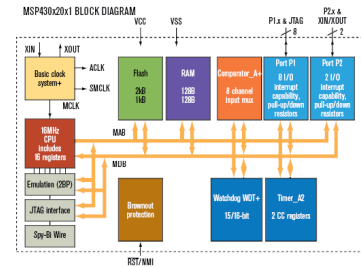 MSP430x20x1 BLOCK DIAGRAM
VCC
VSS
P1.x & JTAG
8
P2.x &
XIN/XOUT
2
XIN
XOUT
Basic clock
system+
ACLK
SMCLK
MCLK
Flash
2kB
1kB
RAM
128B
128B
Comparator_A+
8 channel
input mux
Port P1
8 I/O
interrupt
capability,
pull-up/down
resistors
Port P2
2 I/O
interrupt
capability,
pull-up/down
resistors
16MHz
CPU
includes
16 registers
MAB
MDB
Emulation (2BP)
JTAG interface
Spy-Bi Wire
Brownout
protection
Watchdog WDT+
15/16-bit
Timer_A2
2 CC registers
RST/NMI